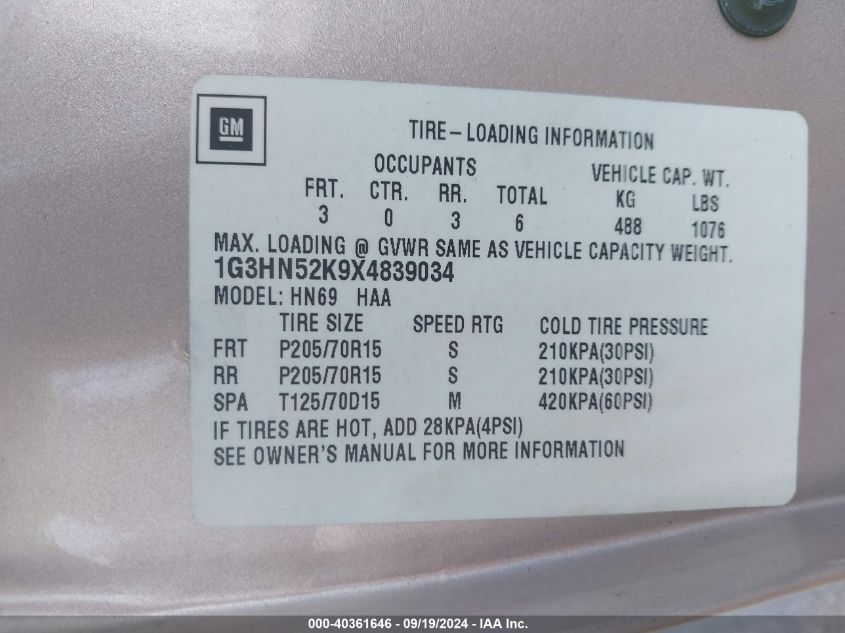 GM
TIRE-LOADING INFORMATION
OCCUPANTS VEHICLE CAP. WT.
FRT. CTR. RR. TOTAL KG LBS
3 0 3 6 488 1076
MAX. LOADING @ GVWR SAME AS VEHICLE CAPACITY WEIGHT.
1G3HN52K9X4839034
MODEL: HN69 HAA
TIRE SIZE SPEED RTG COLD TIRE PRESSURE
FRT P205/70R15 S 210KPA(30PSI)
RR P205/70R15 S 210KPA(30PSI)
SPA T125/70D15 M 420KPA(60PSI)
IF TIRES ARE HOT, ADD 28KPA(4PSI)
SEE OWNER'S MANUAL FOR MORE INFORMATION
000-40361646 - 09/19/2024 - IAA Inc.